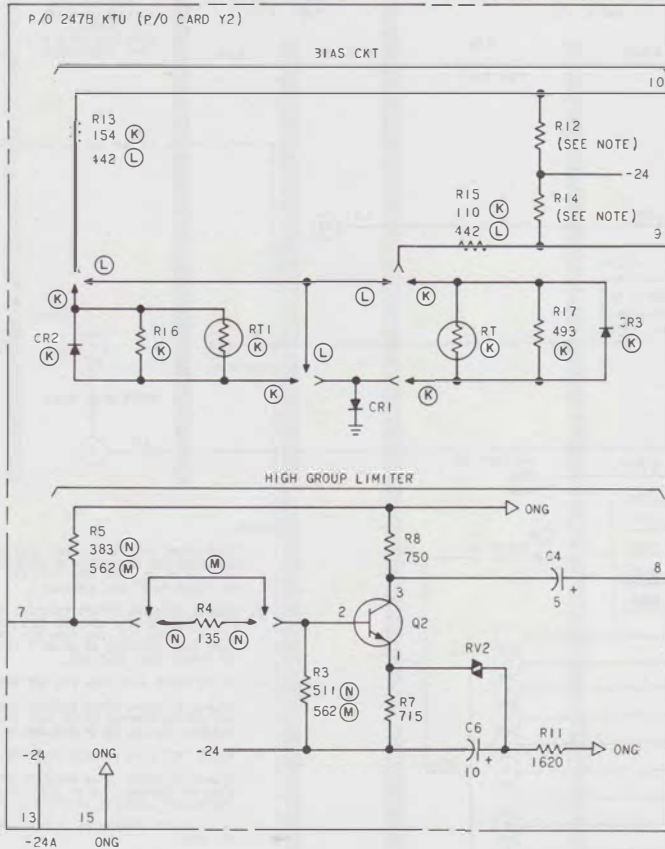 P/O 247B KTU (P/O CARD Y2)
BIAS CKT
10
R13
154 Ⓚ
442 Ⓛ
R12
(SEE NOTE)
-24
R15
110 Ⓚ
442 Ⓛ
R14
(SEE NOTE)
9
Ⓛ
Ⓛ
Ⓚ
Ⓚ
CR2
Ⓚ
R16
Ⓚ
RT1
Ⓚ
Ⓛ
RT
Ⓚ
R17
493
Ⓚ
CR3
Ⓚ
Ⓚ
Ⓚ
CR1
HIGH GROUP LIMITER
ONG
R5
383 Ⓝ
562 Ⓜ
R8
750
Ⓜ
C4
5 +
8
7
R4
135
Ⓝ
Ⓝ
2
3
Q2
1
RV2
R3
511 Ⓝ
562 Ⓜ
R7
715
C6
10
+
R11
1620
-24
ONG
-24
ONG
13
15
-24A
ONG